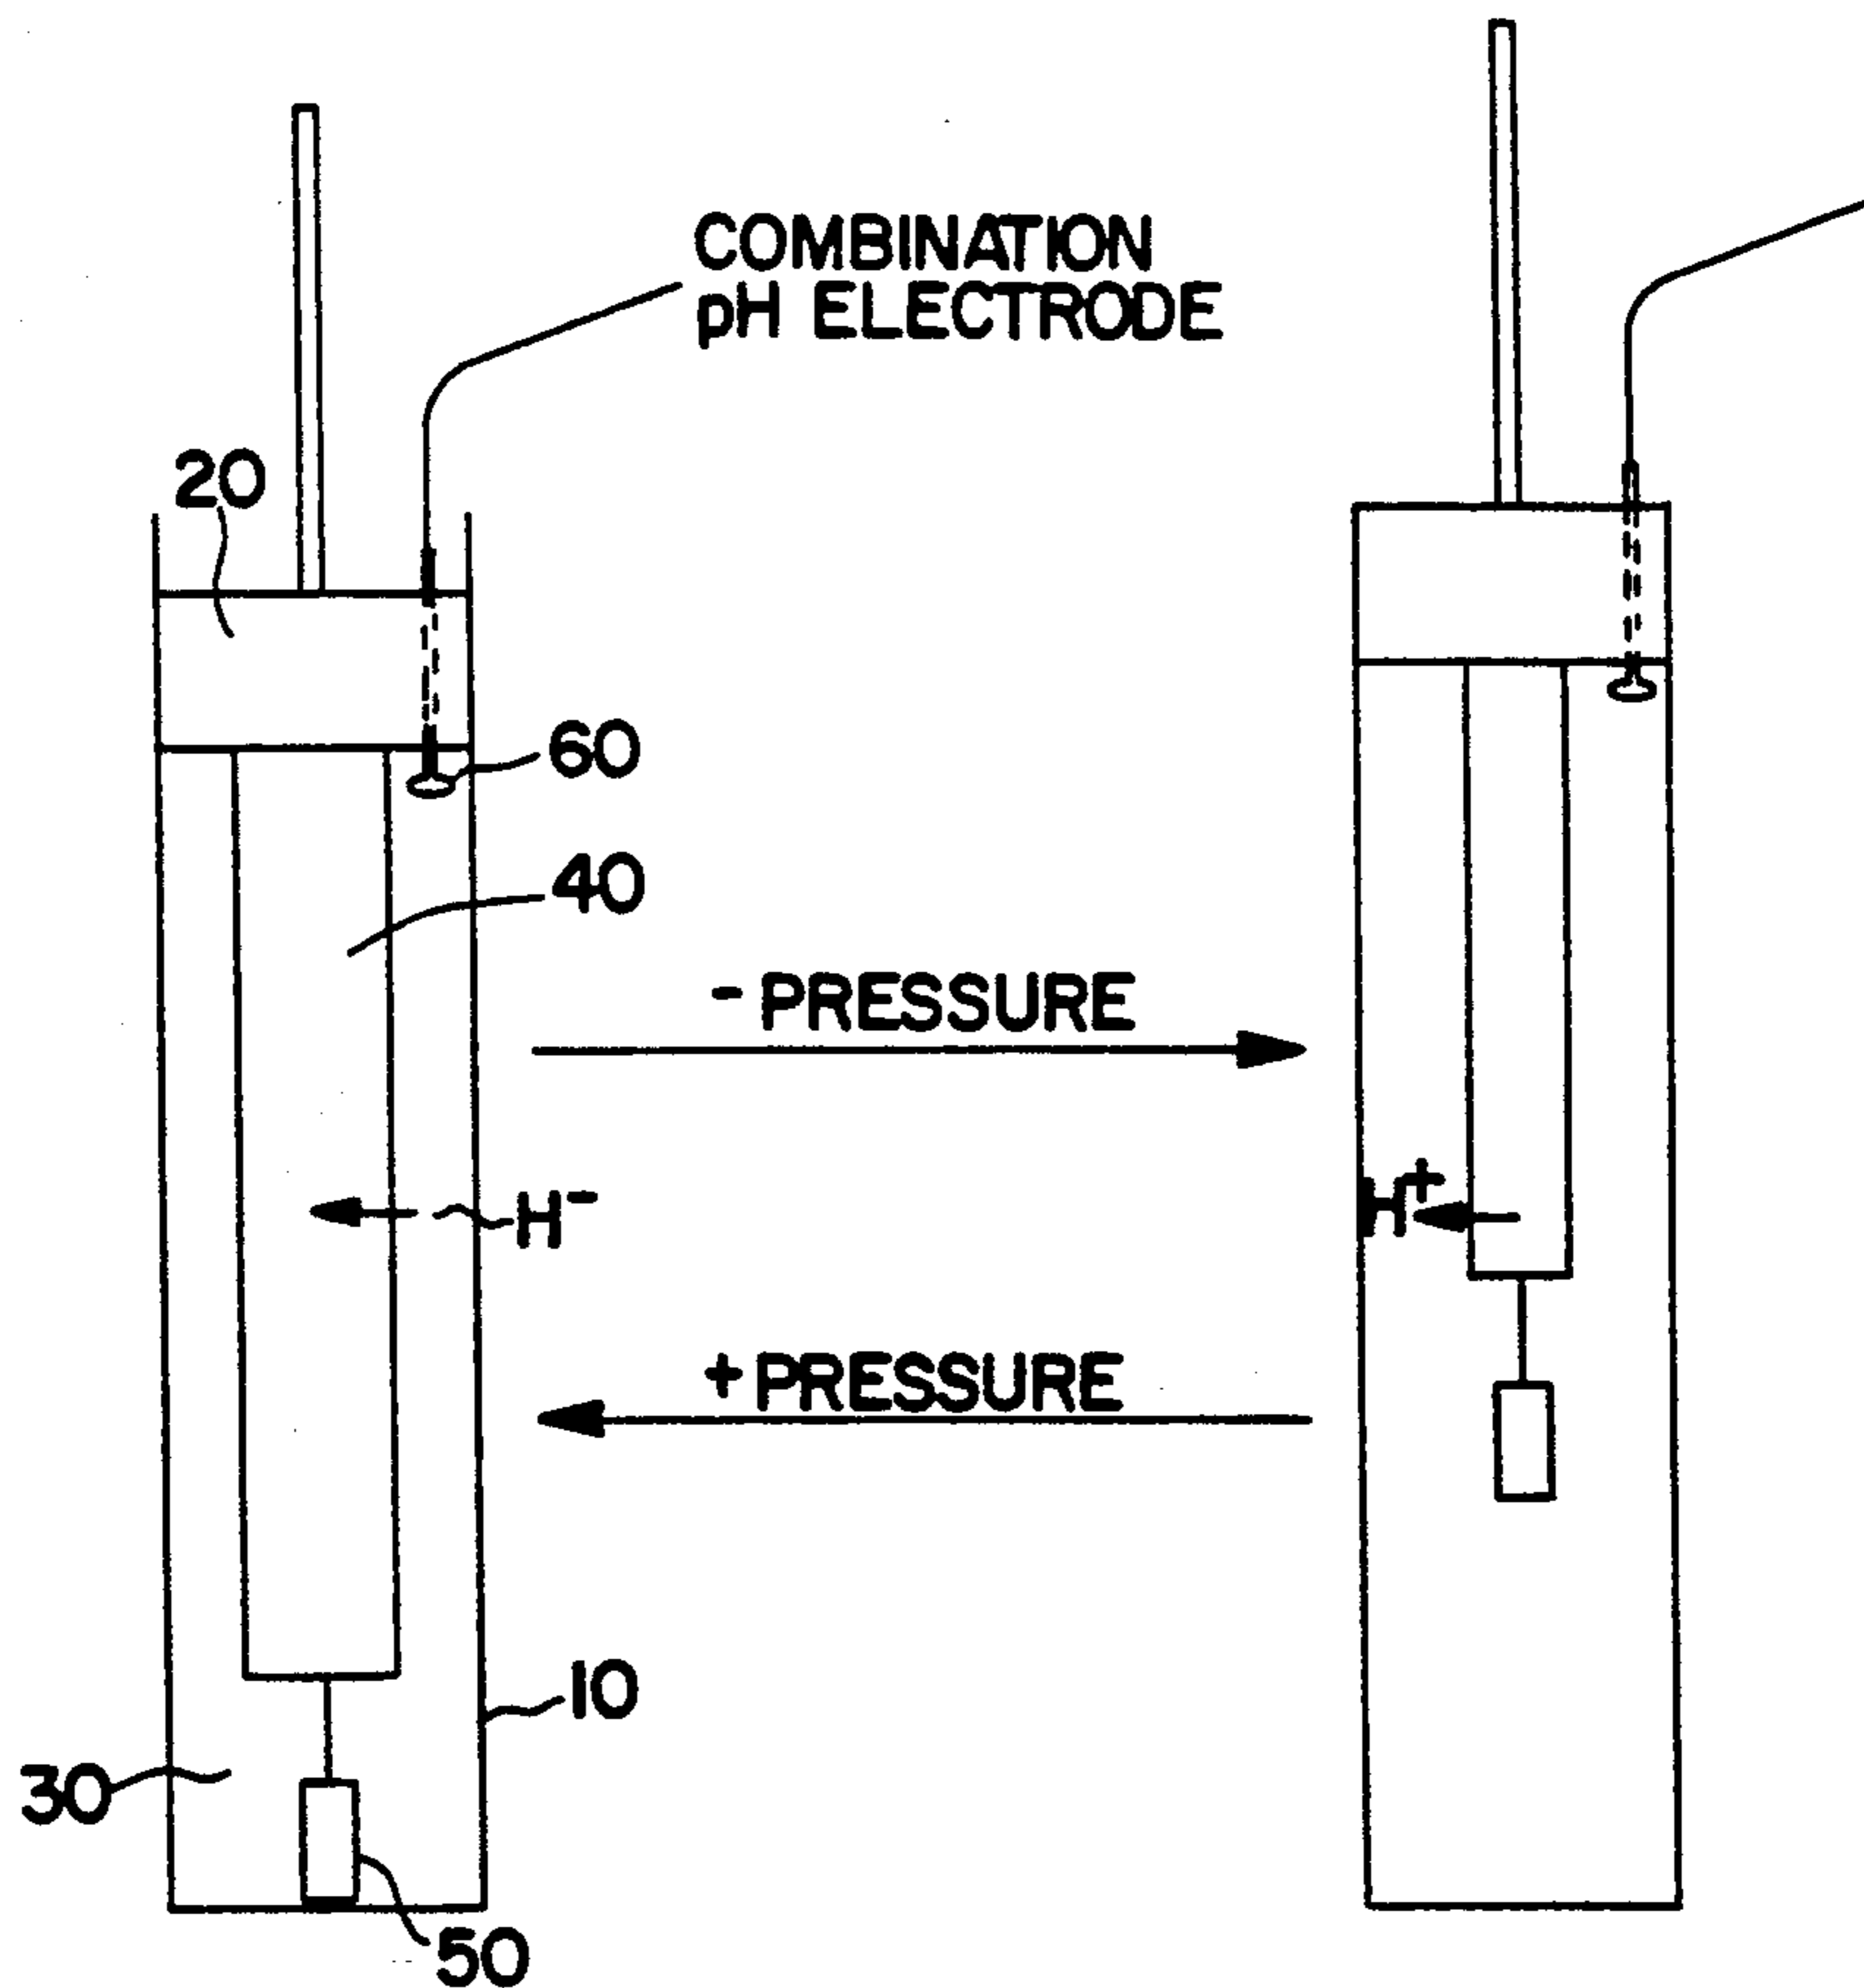 COMBINATION
pH ELECTRODE
20
60
40
- PRESSURE
H-
H+
+ PRESSURE
10
30
50